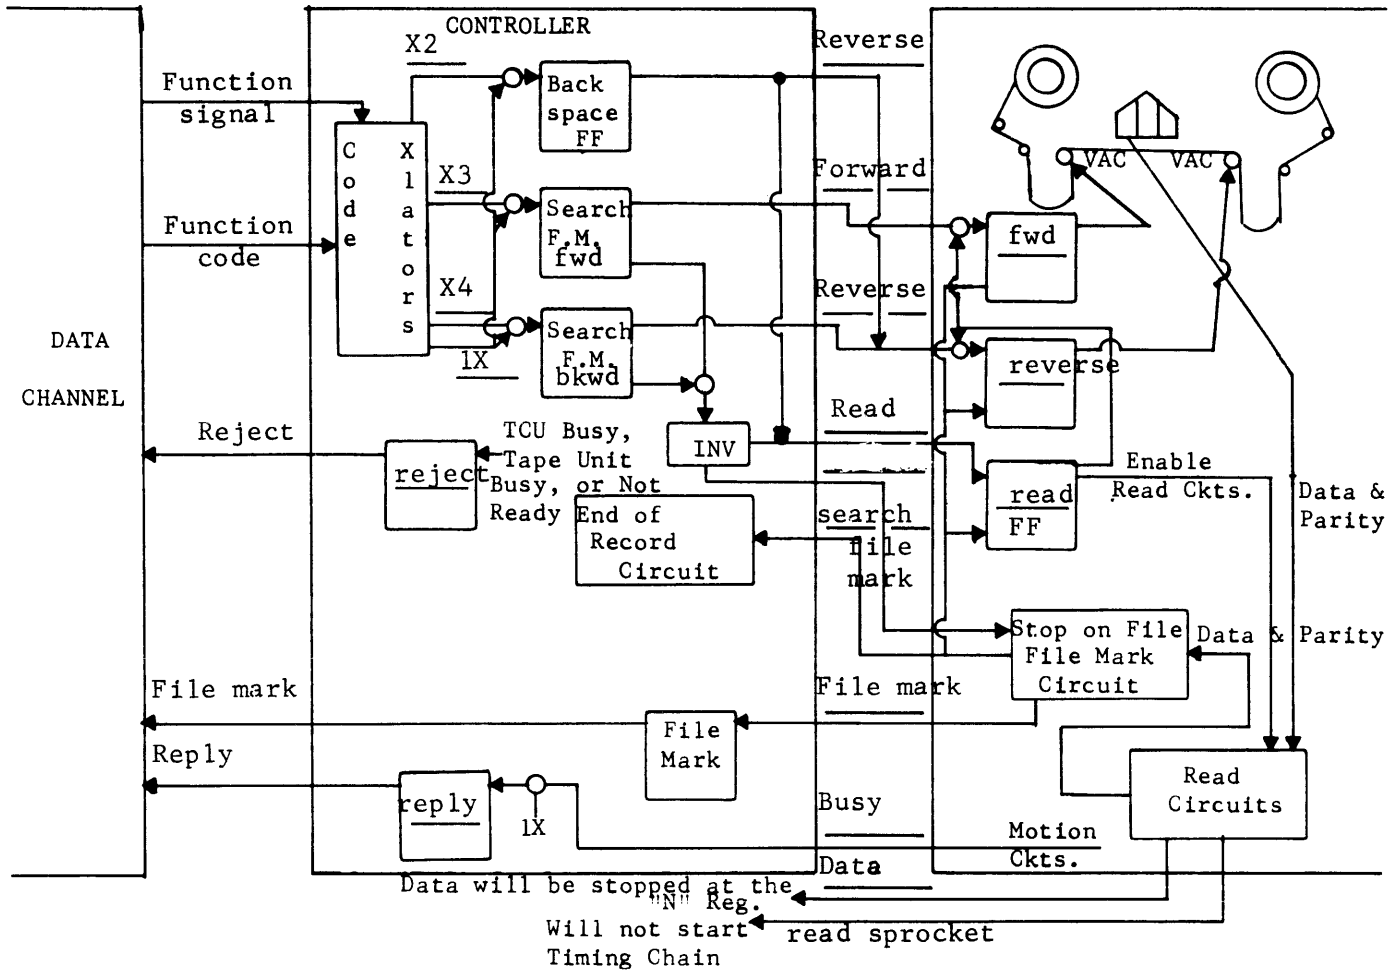 CONTROLLER
X2
Reverse
Function
signal
Back
space
FF
Code
Xlators
X3
Forward
VAC
VAC
Function
code
Search
F.M.
fwd
fwd
X4
Reverse
Search
F.M.
bkwd
1X
reverse
DATA
CHANNEL
Reject
reject
TCU Busy,
Tape Unit
Busy, or Not
Ready
INV
Read
read
FF
Enable
Read Ckts.
Data &
Parity
End of
Record
Circuit
search
file
mark
Stop on File
File Mark
Circuit
Data & Parity
File mark
File mark
File
Mark
Reply
reply
1X
Busy
Motion
Ckts.
Read
Circuits
Data
Data will be stopped at the
"N" Reg.
Will not start
Timing Chain
read sprocket